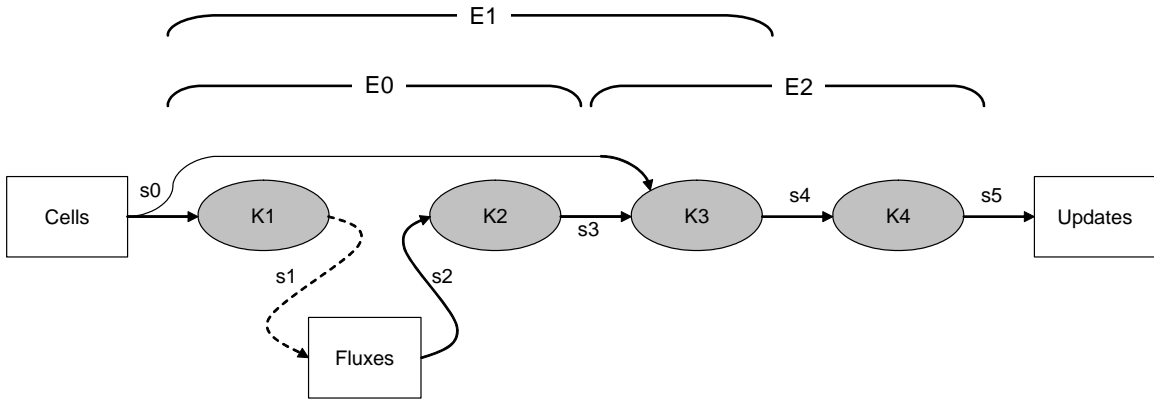 E1
E0
E2
s0
Cells
K1
K2
s3
K3
s4
K4
s5
Updates
s1
s2
Fluxes